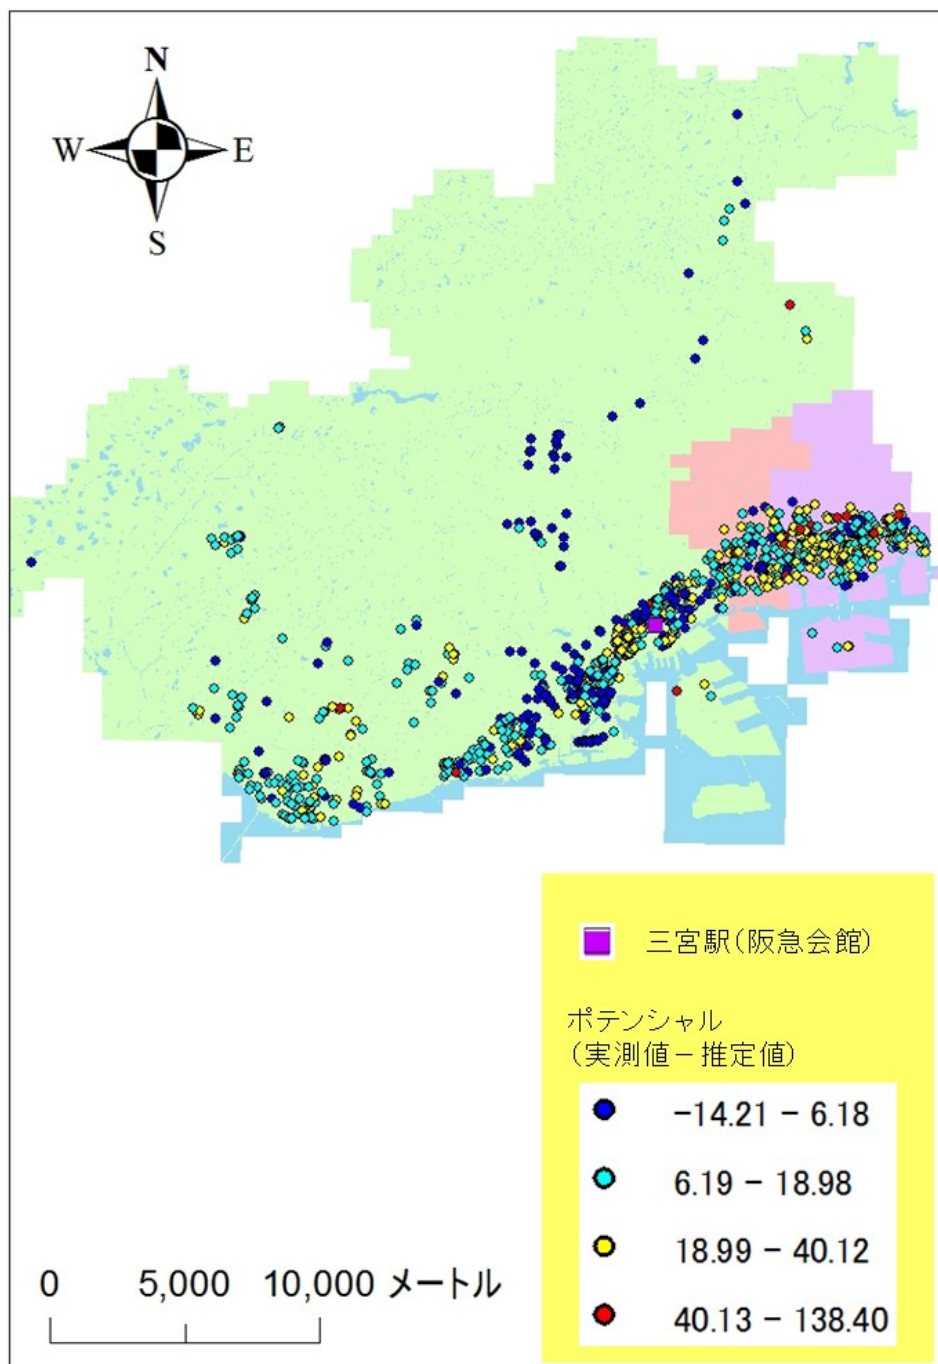 N
W E
S
三宮駅(阪急会館)
ポテンシャル
(実測値－推定値)
-14.21 - 6.18
6.19 - 18.98
18.99 - 40.12
40.13 - 138.40
0 5,000 10,000 メートル